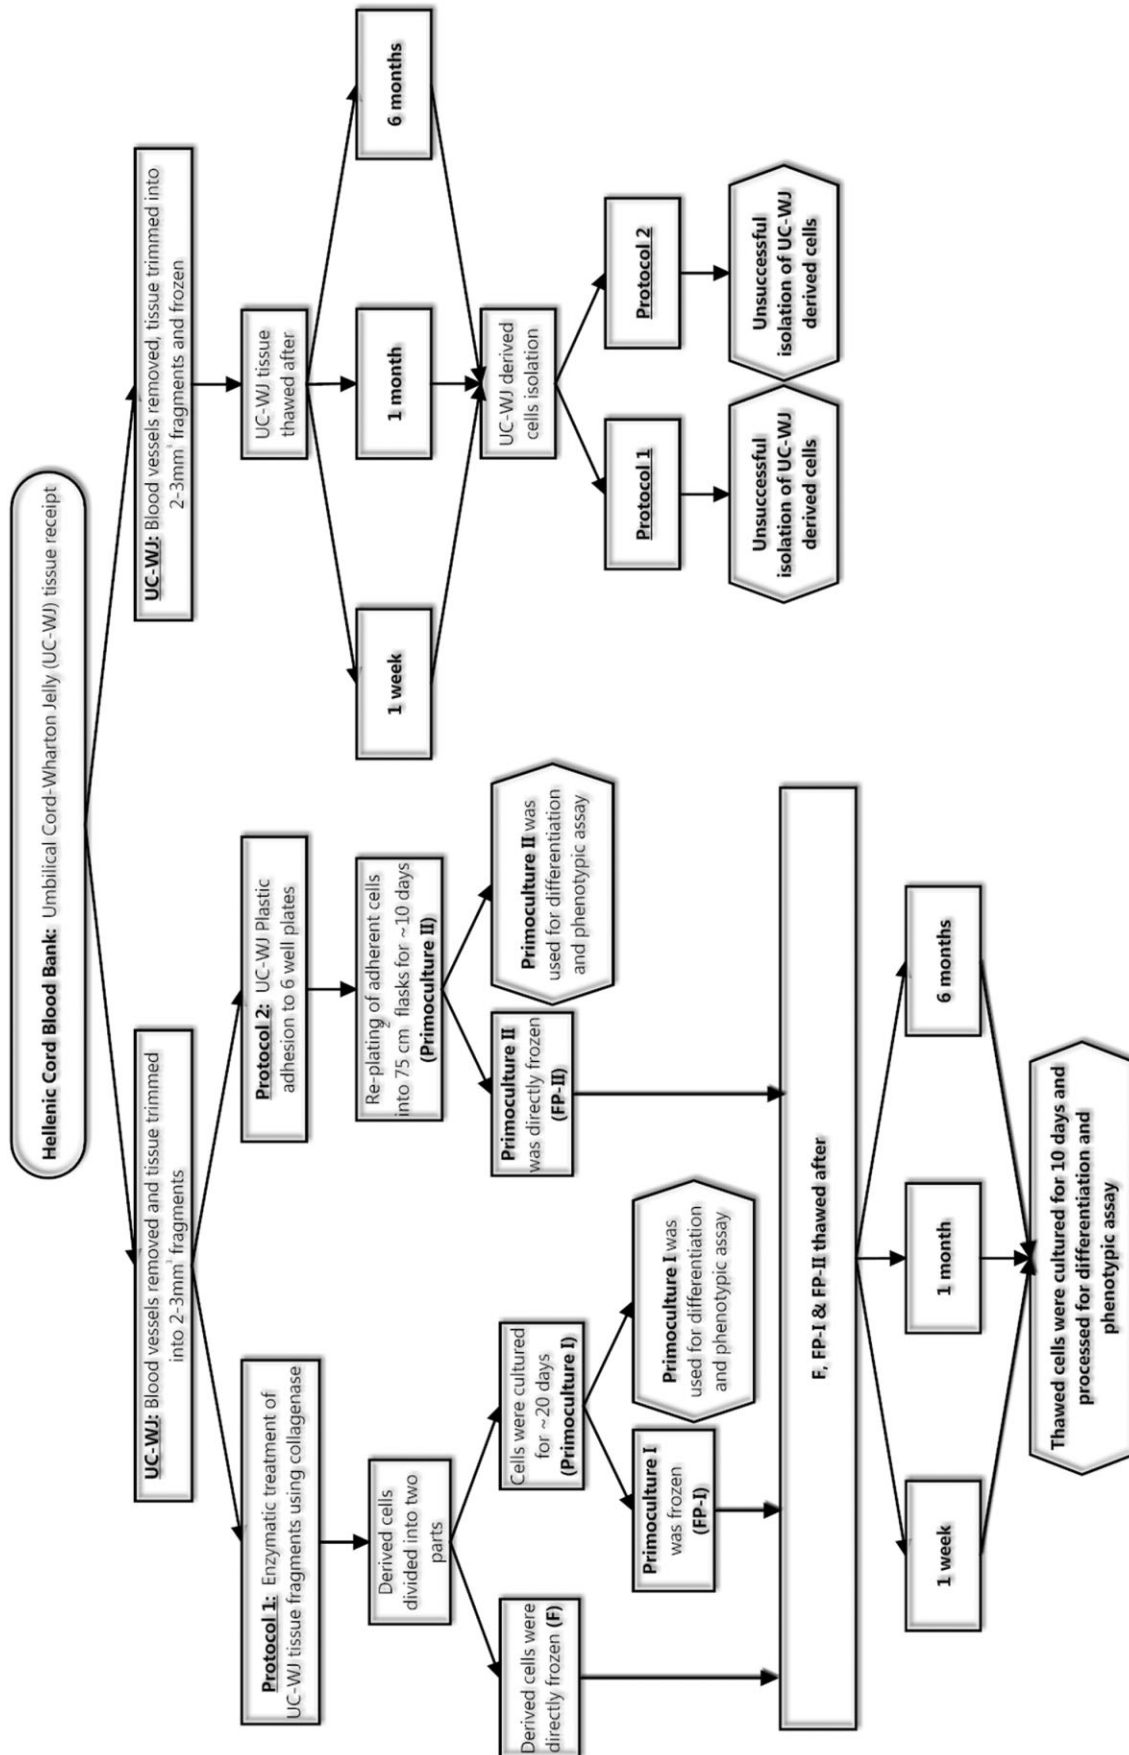 Hellenic Cord Blood Bank: Umbilical Cord-Wharton Jelly (UC-WJ) tissue receipt
UC-WJ: Blood vessels removed and tissue trimmed
into 2-3mm³ fragments
UC-WJ: Blood vessels removed, tissue trimmed into
2-3mm³ fragments and frozen
Protocol 1: Enzymatic treatment of
UC-WJ tissue fragments using collagenase
Protocol 2: UC-WJ Plastic
adhesion to 6 well plates
UC-WJ tissue
thawed after
Derived cells
divided into two
parts
Re-plating of adherent cells
into 75 cm² flasks for ~10 days
(Primoculture II)
1 week
1 month
6 months
Derived cells were
directly frozen (F)
Cells were cultured
for ~20 days
(Primoculture I)
Primoculture II
was directly frozen
(FP-II)
Primoculture II was
used for differentiation
and phenotypic assay
UC-WJ derived
cells isolation
Primoculture I
was frozen
(FP-I)
Primoculture I was
used for differentiation
and phenotypic assay
Protocol 1
Protocol 2
Unsuccessful
isolation of UC-WJ
derived cells
Unsuccessful
isolation of UC-WJ
derived cells
F, FP-I & FP-II thawed after
1 week
1 month
6 months
Thawed cells were cultured for 10 days and
processed for differentiation and
phenotypic assay